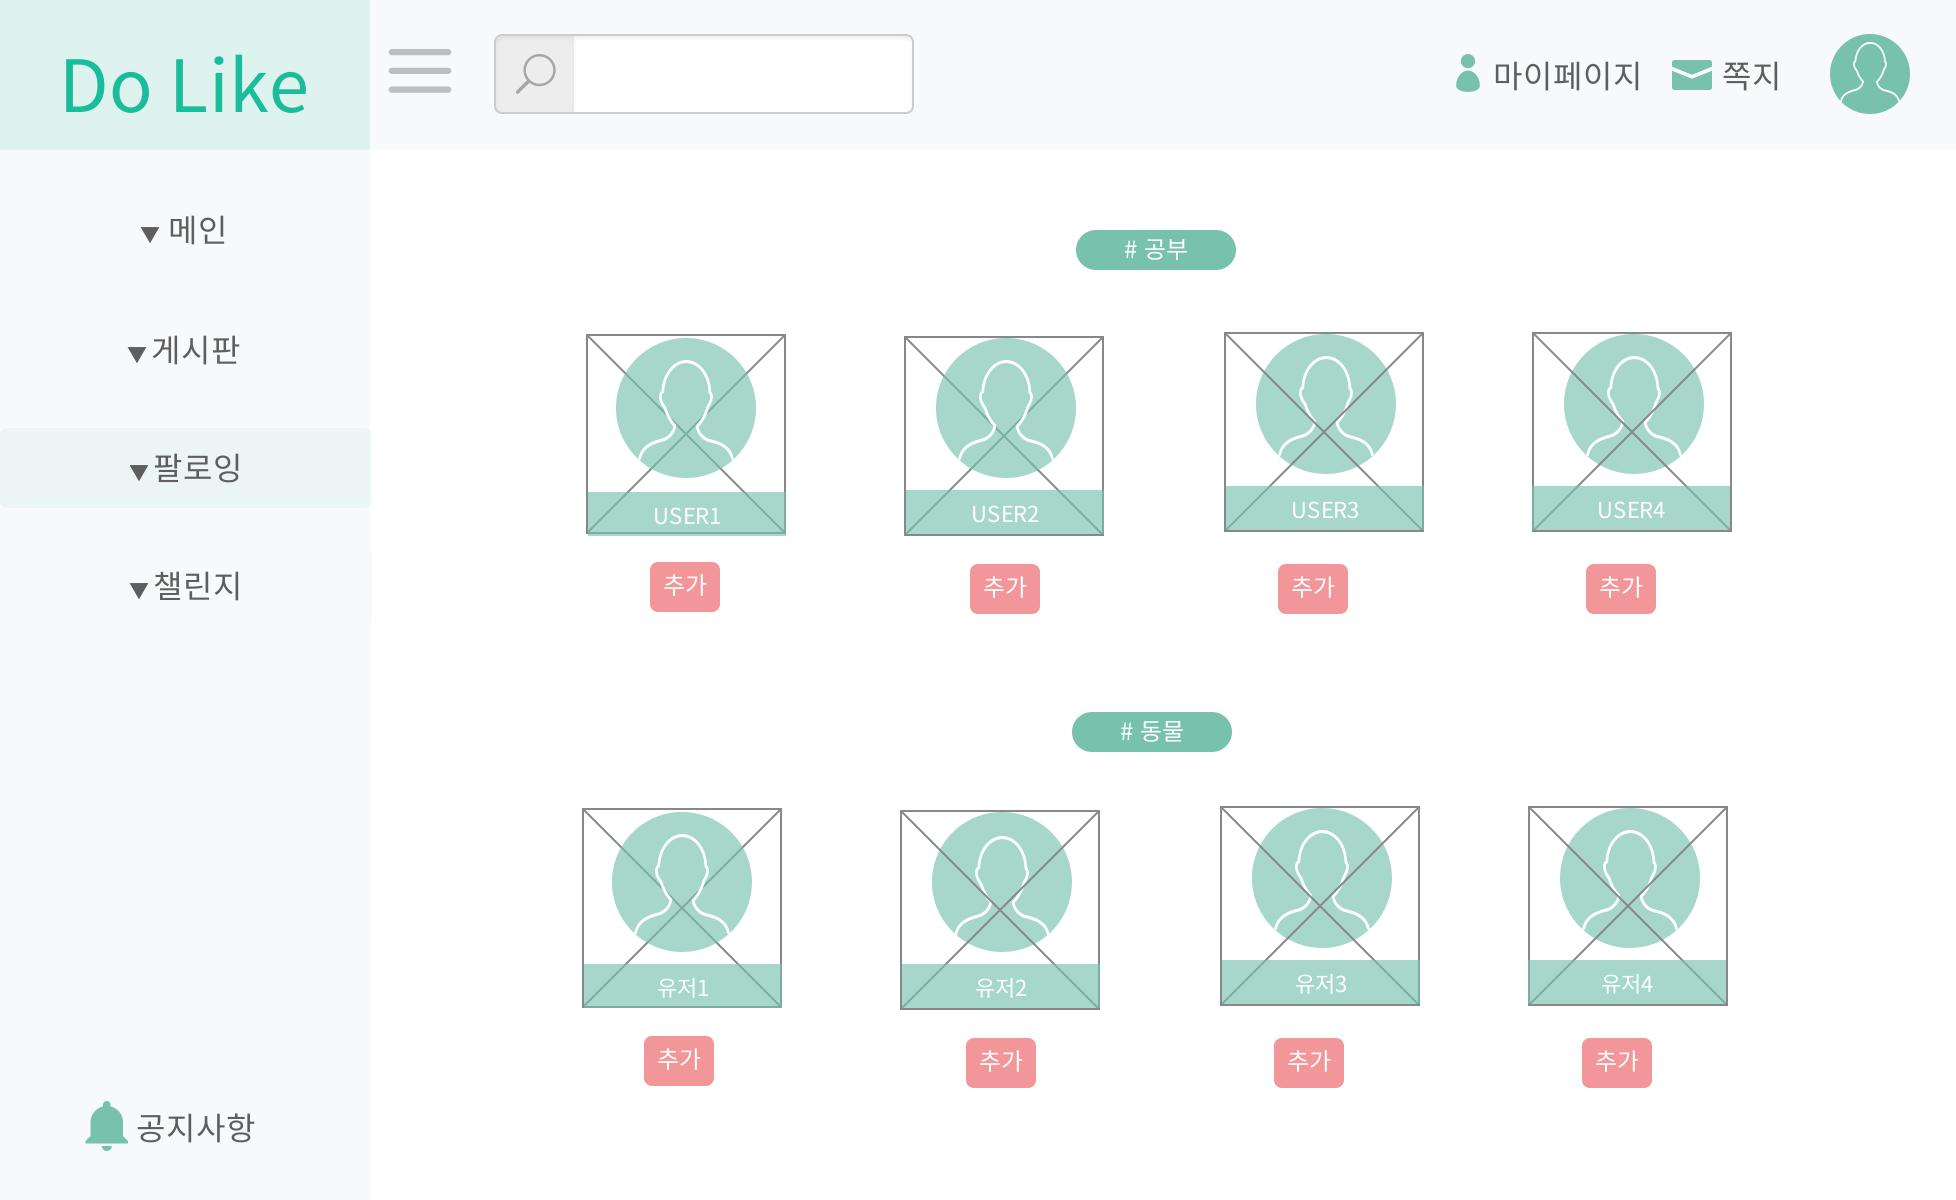 Do Like
마이페이지
쪽지
메인
게시판
팔로잉
챌린지
공지사항
# 공부
USER1
USER2
USER3
USER4
추가
추가
추가
추가
# 동물
유저1
유저2
유저3
유저4
추가
추가
추가
추가